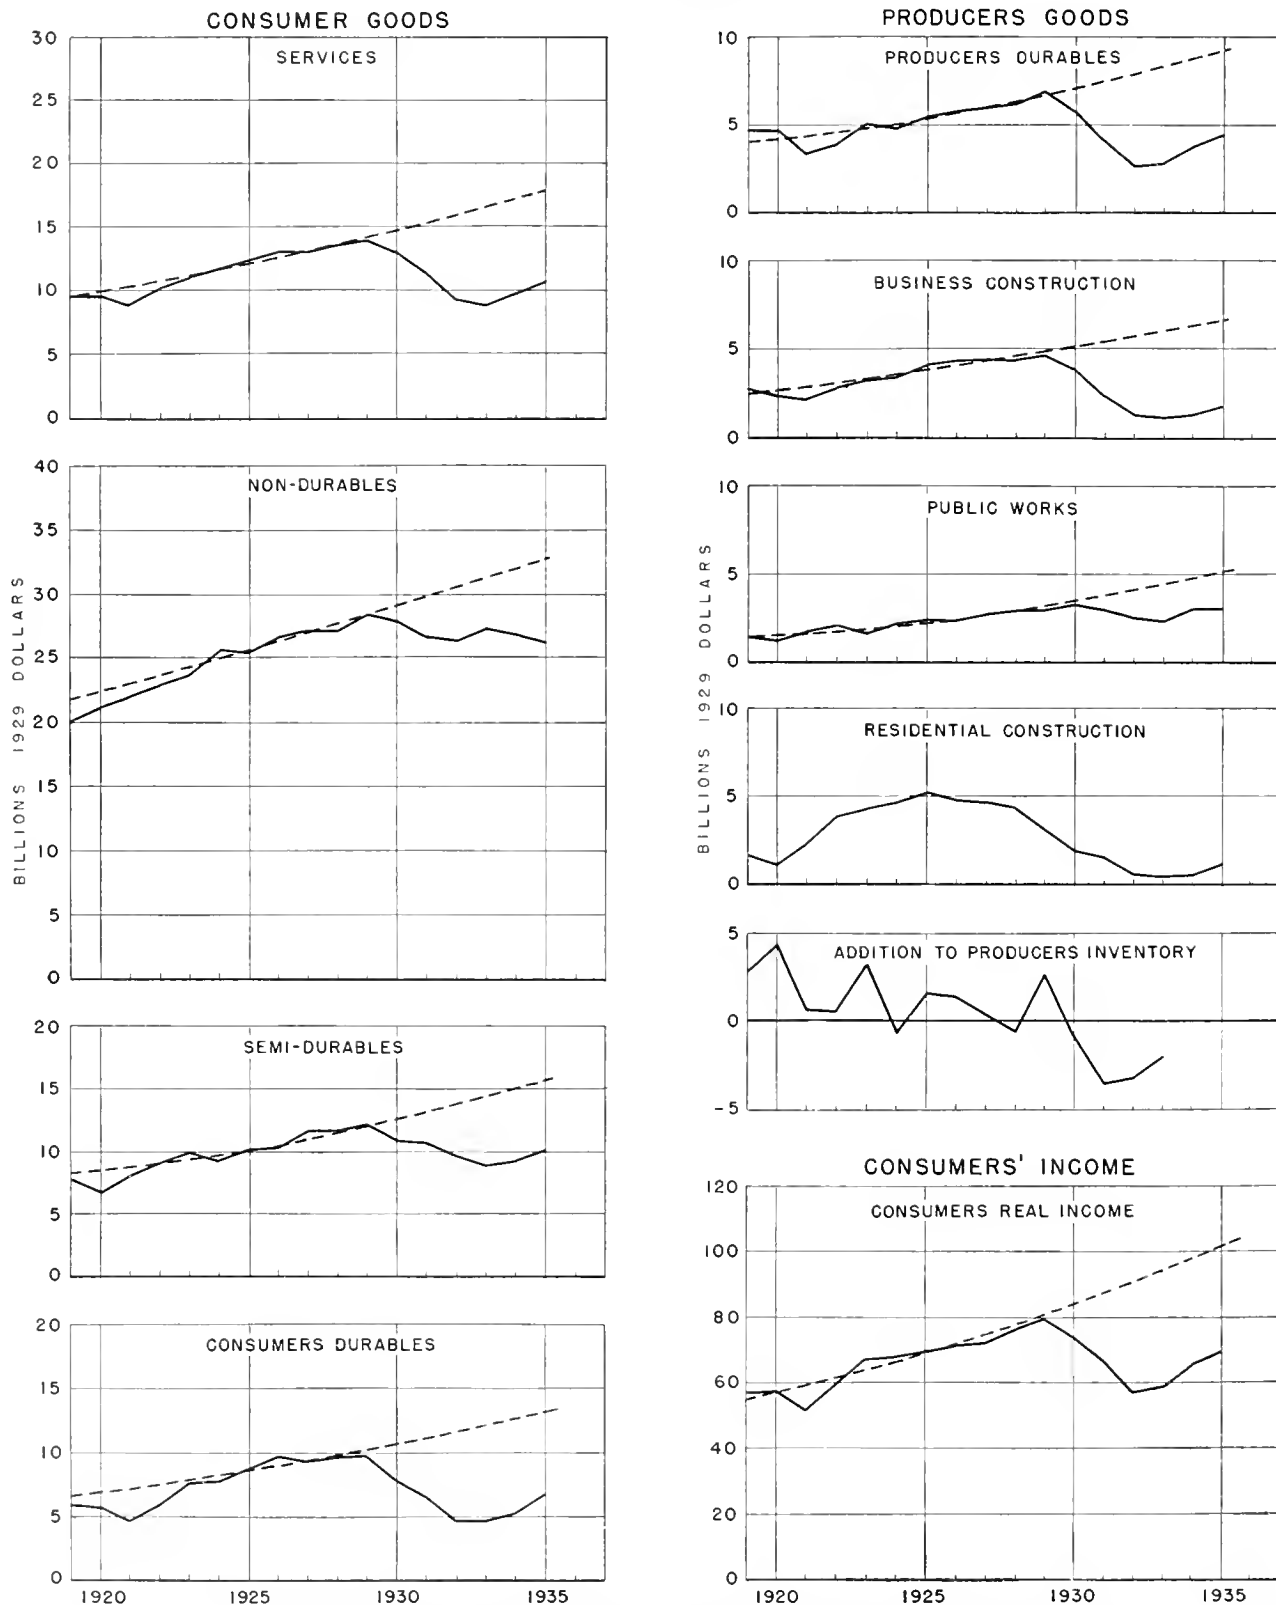 CONSUMER GOODS
SERVICES
30
25
20
15
10
5
0
NON-DURABLES
40
35
30
25
20
15
10
5
0
BILLIONS 1929 DOLLARS
SEMI-DURABLES
20
15
10
5
0
CONSUMERS DURABLES
20
15
10
5
0
1920 1925 1930 1935
PRODUCERS GOODS
PRODUCERS DURABLES
10
5
0
BUSINESS CONSTRUCTION
10
5
0
PUBLIC WORKS
10
5
0
BILLIONS 1929 DOLLARS
RESIDENTIAL CONSTRUCTION
10
5
0
ADDITION TO PRODUCERS INVENTORY
5
0
-5
CONSUMERS' INCOME
CONSUMERS REAL INCOME
120
100
80
60
40
20
0
1920 1925 1930 1935